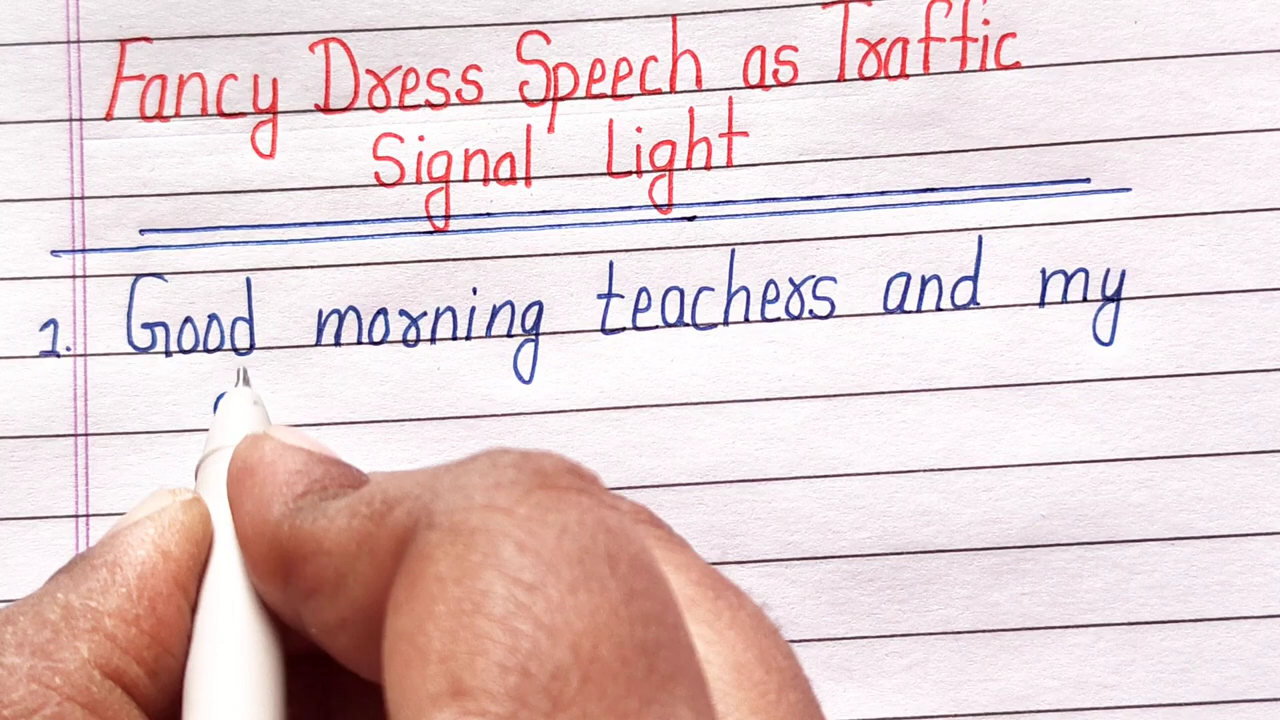 Fancy Dress Speech as Traffic
Signal Light
1. Good morning teachers and my